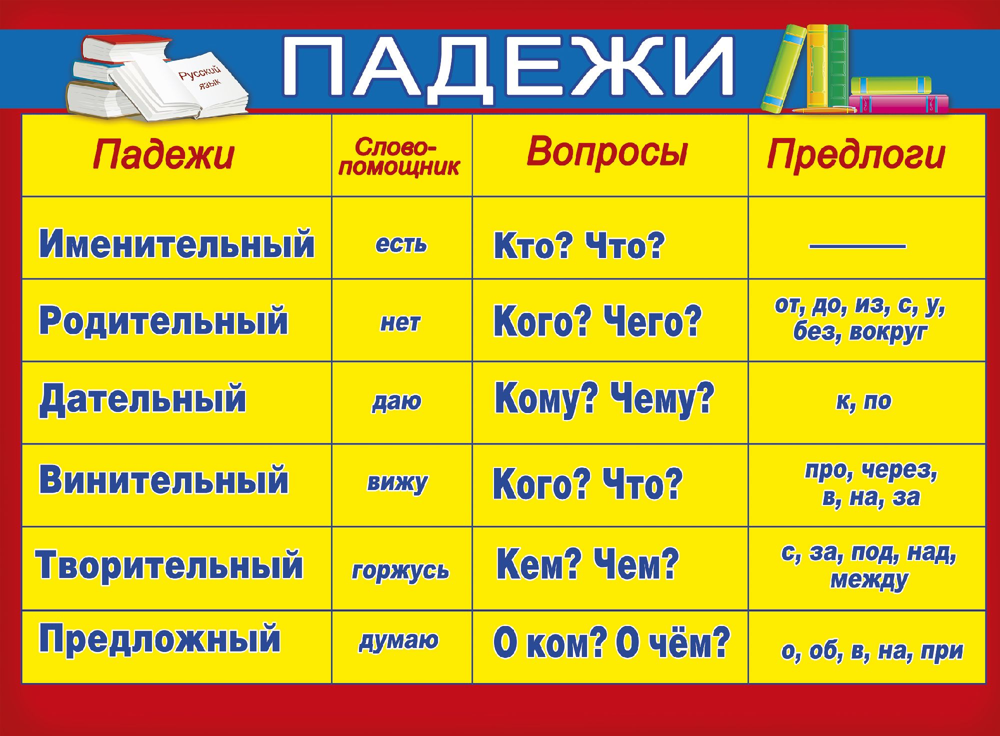 ПАДЕЖИ
Русский
язык
Падежи
Слово-
помощник
Вопросы
Предлоги
Именительный
есть
Кто? Что?
Родительный
нет
Кого? Чего?
от, до, из, с, у,
без, вокруг
Дательный
даю
Кому? Чему?
к, по
Винительный
вижу
Кого? Что?
про, через,
в, на, за
Творительный
горжусь
Кем? Чем?
с, за, под, над,
между
Предложный
думаю
О ком? О чём?
о, об, в, на, при